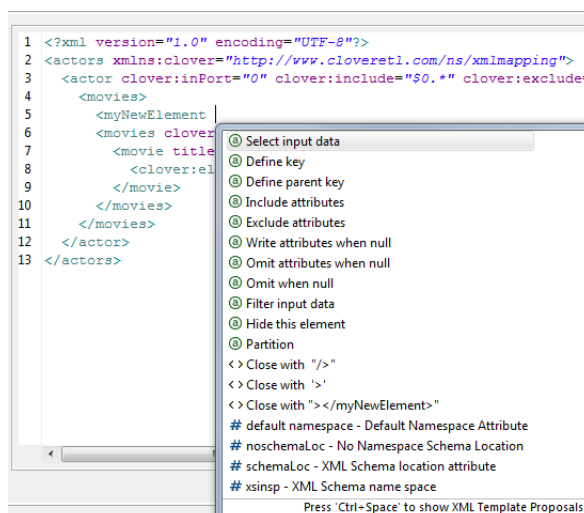 1 <?xml version="1.0" encoding="UTF-8"?>
2 <actors xmlns:clover="http://www.cloveretl.com/ns/xmlmapping">
3 <actor clover:inPort="0" clover:include="$0.*" clover:exclude=
4 <movies>
5 <myNewElement
6 <movies clover
7 <movie title
8 <clover:el
9 </movie>
10 </movies>
11 </movies>
12 </actor>
13 </actors>
@ Select input data
@ Define key
@ Define parent key
@ Include attributes
@ Exclude attributes
@ Write attributes when null
@ Omit attributes when null
@ Omit when null
@ Filter input data
@ Hide this element
@ Partition
<> Close with "/>"
<> Close with '>'
<> Close with "></myNewElement>"
# default namespace - Default Namespace Attribute
# noschemaLoc - No Namespace Schema Location
# schemaLoc - XML Schema location attribute
# xsinsp - XML Schema name space
Press 'Ctrl+Space' to show XML Template Proposals